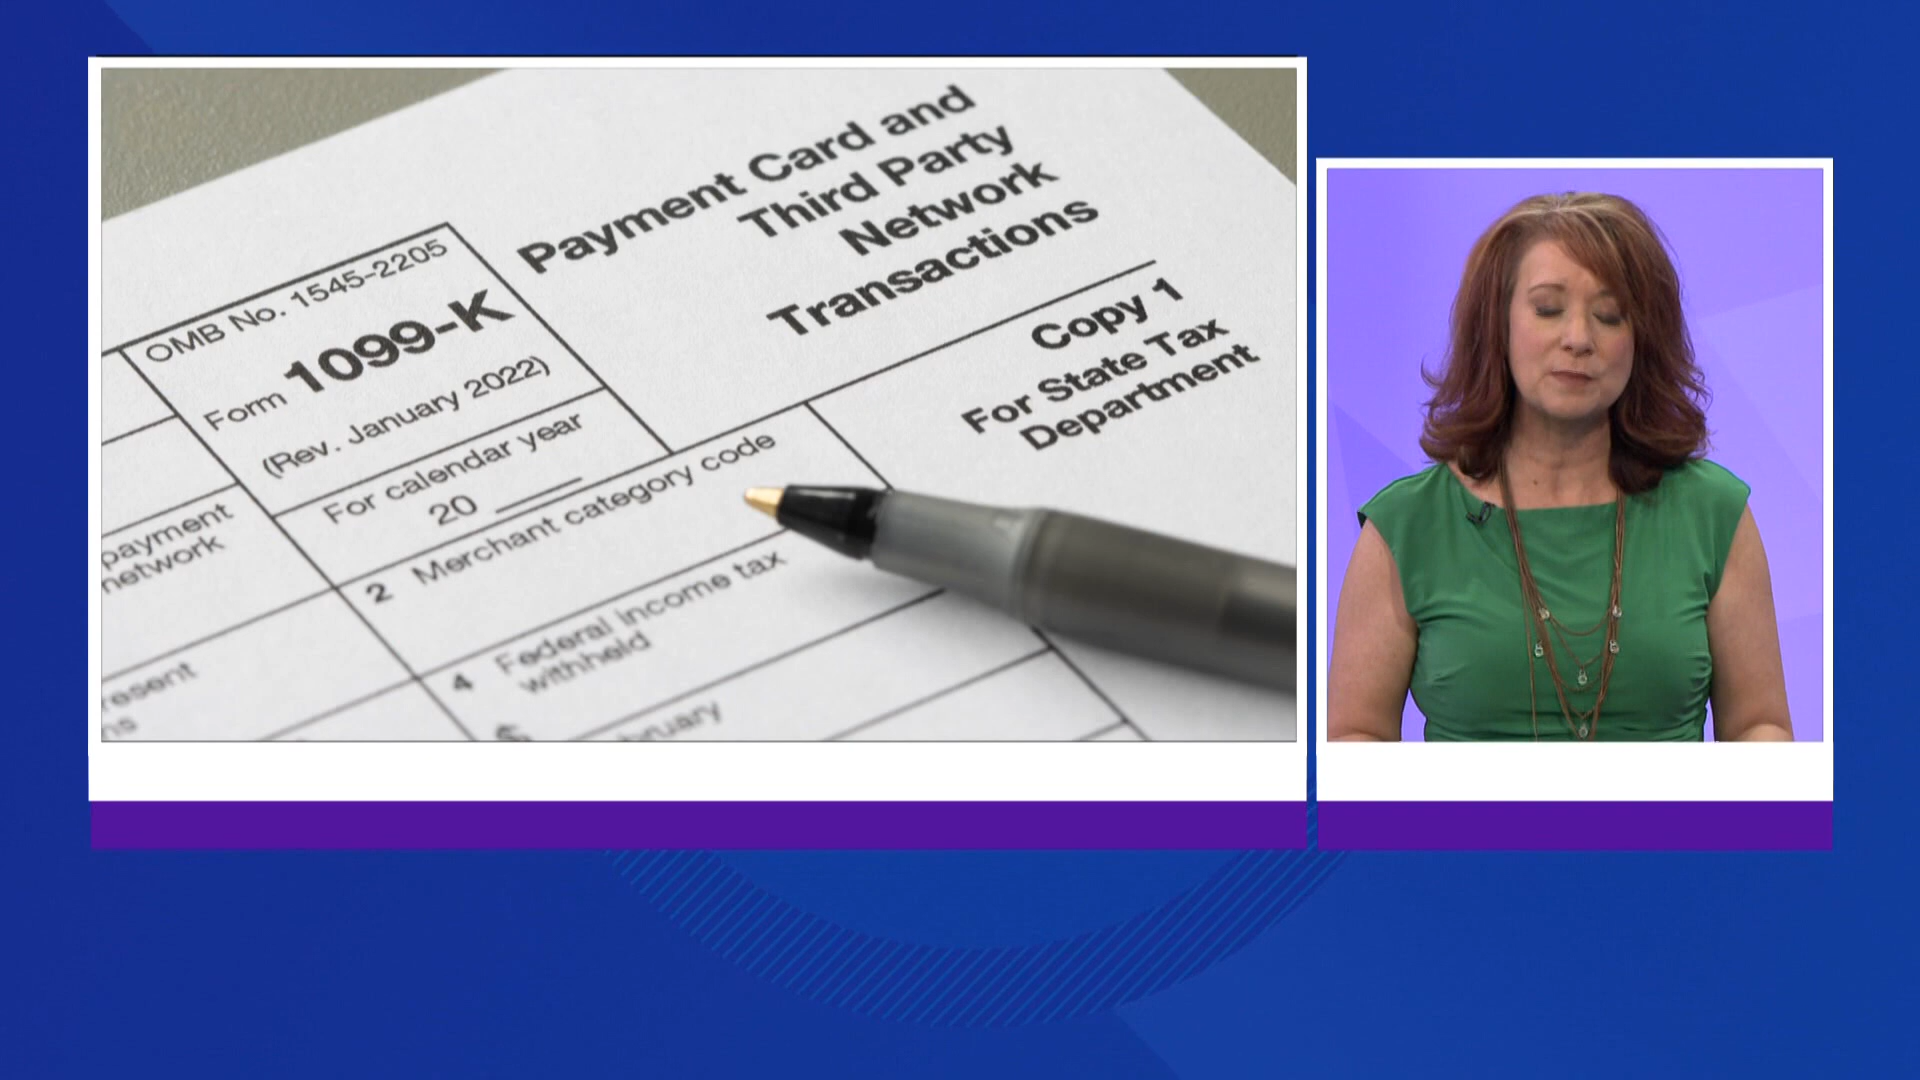 Payment Card and
Third Party
Network
Transactions
OMB No. 1545-2205
Form 1099-K
(Rev. January 2022)
For calendar year
20
Copy 1
For State Tax
Department
payment
network
2 Merchant category code
4 Federal income tax
withheld
$